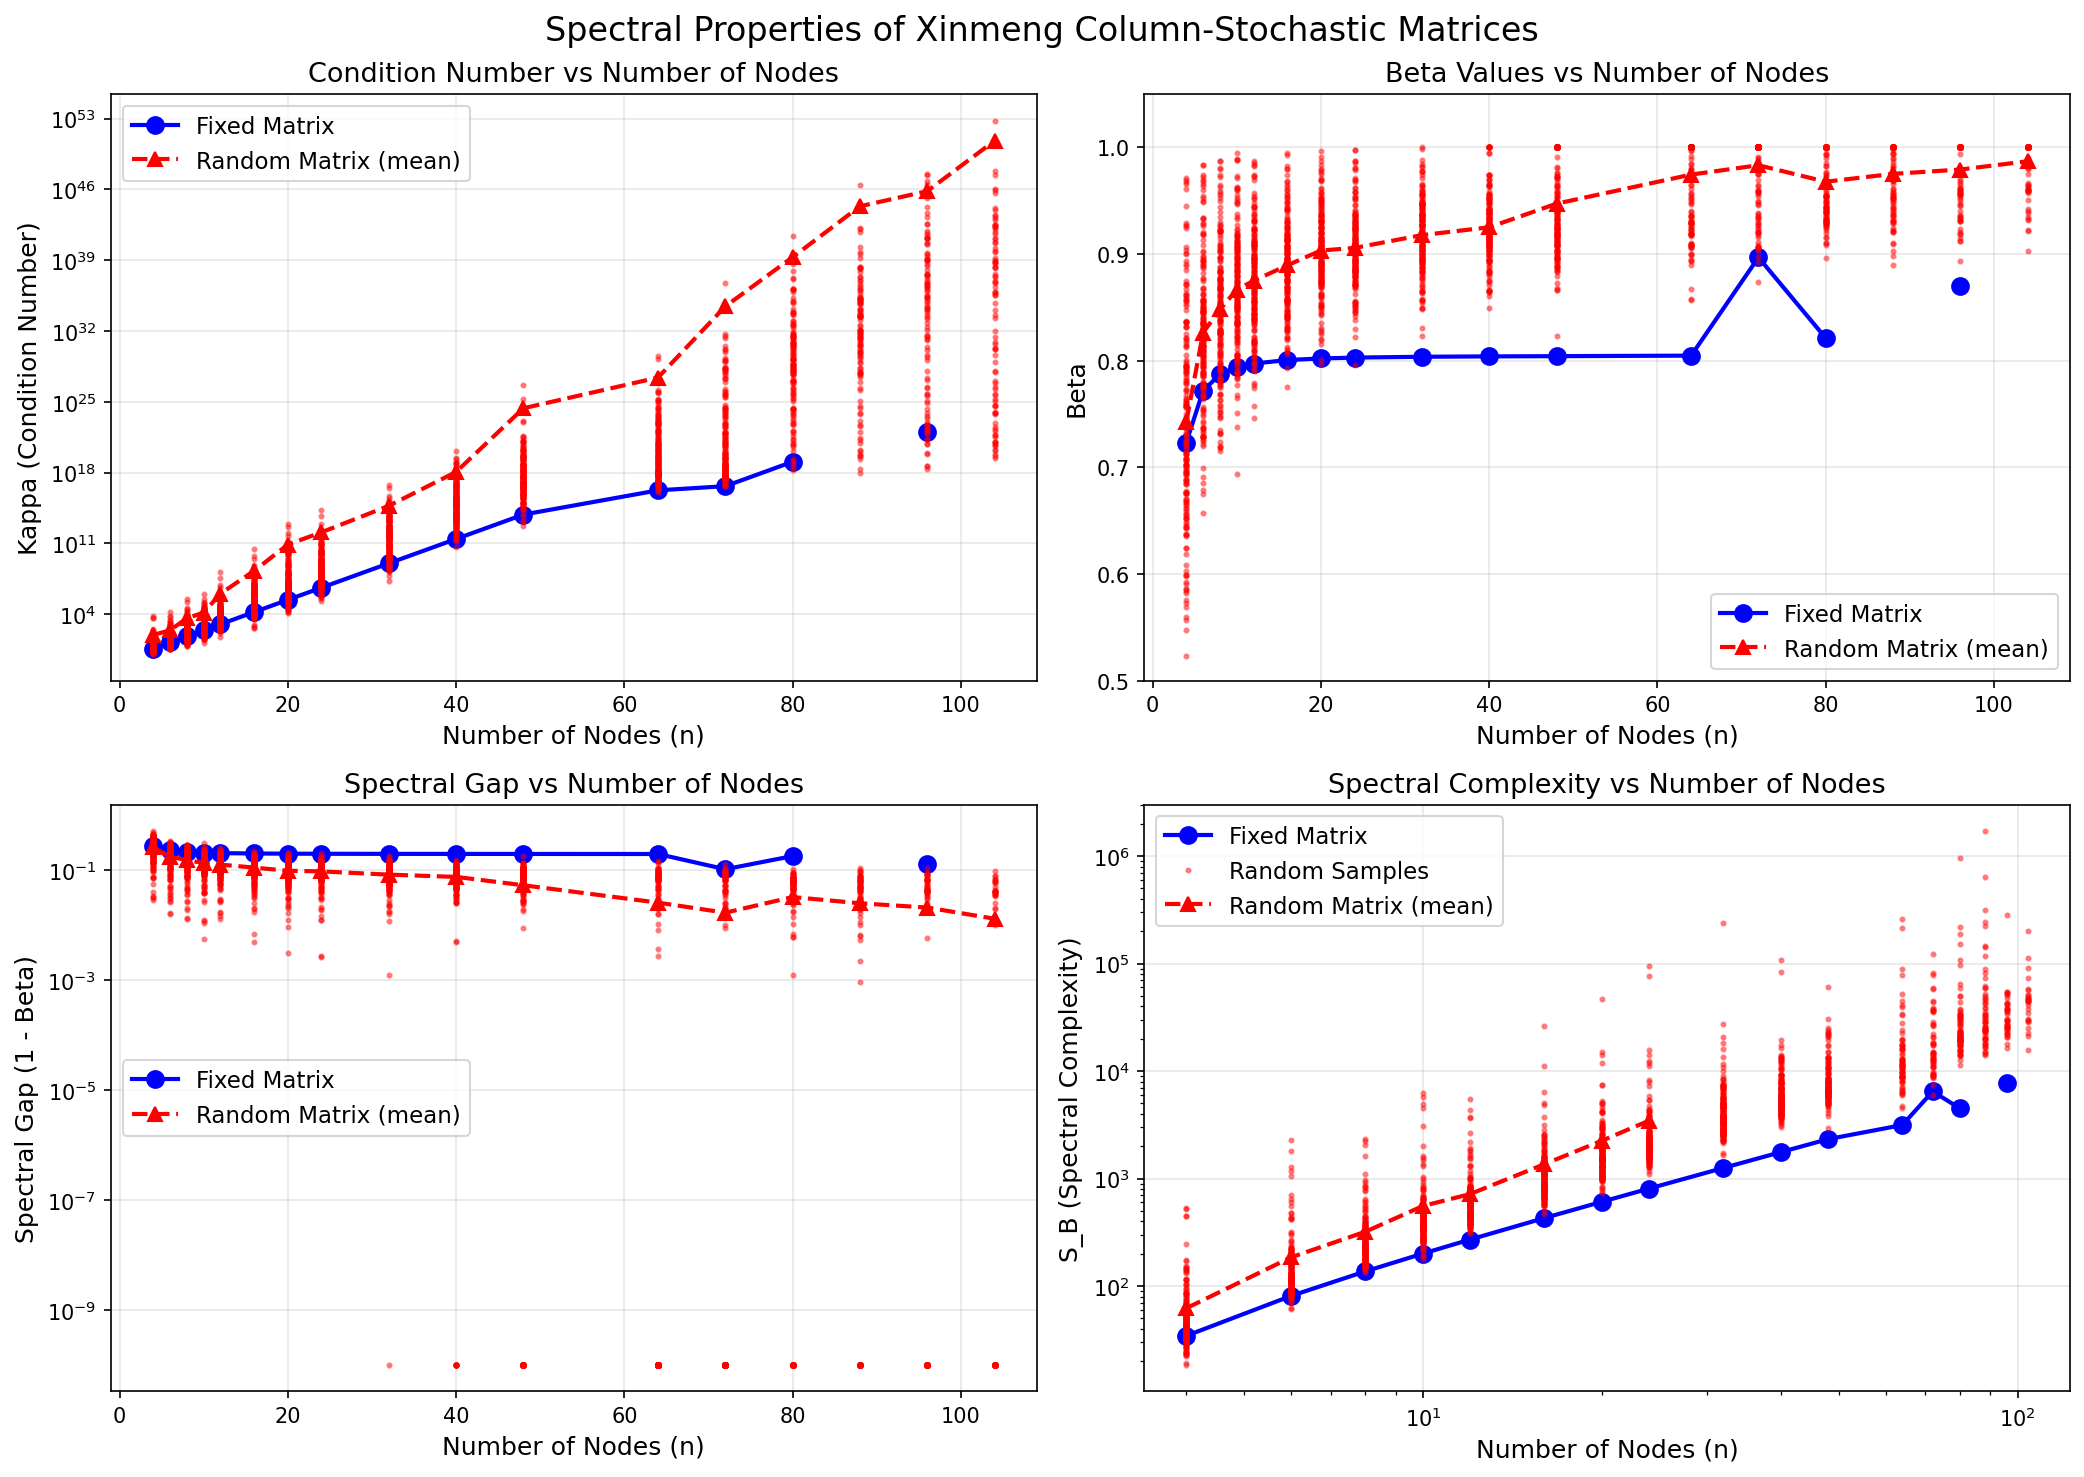 Spectral Properties of Xinmeng Column-Stochastic Matrices
Condition Number vs Number of Nodes
Kappa (Condition Number)
10^53
10^46
10^39
10^32
10^25
10^18
10^11
10^4
Fixed Matrix
Random Matrix (mean)
0 20 40 60 80 100
Number of Nodes (n)
Beta Values vs Number of Nodes
Beta
1.0
0.9
0.8
0.7
0.6
0.5
Fixed Matrix
Random Matrix (mean)
0 20 40 60 80 100
Number of Nodes (n)
Spectral Gap vs Number of Nodes
Spectral Gap (1 - Beta)
10^−1
10^−3
10^−5
10^−7
10^−9
Fixed Matrix
Random Matrix (mean)
0 20 40 60 80 100
Number of Nodes (n)
Spectral Complexity vs Number of Nodes
S_B (Spectral Complexity)
10^6
10^5
10^4
10^3
10^2
Fixed Matrix
Random Samples
Random Matrix (mean)
10^1 10^2
Number of Nodes (n)